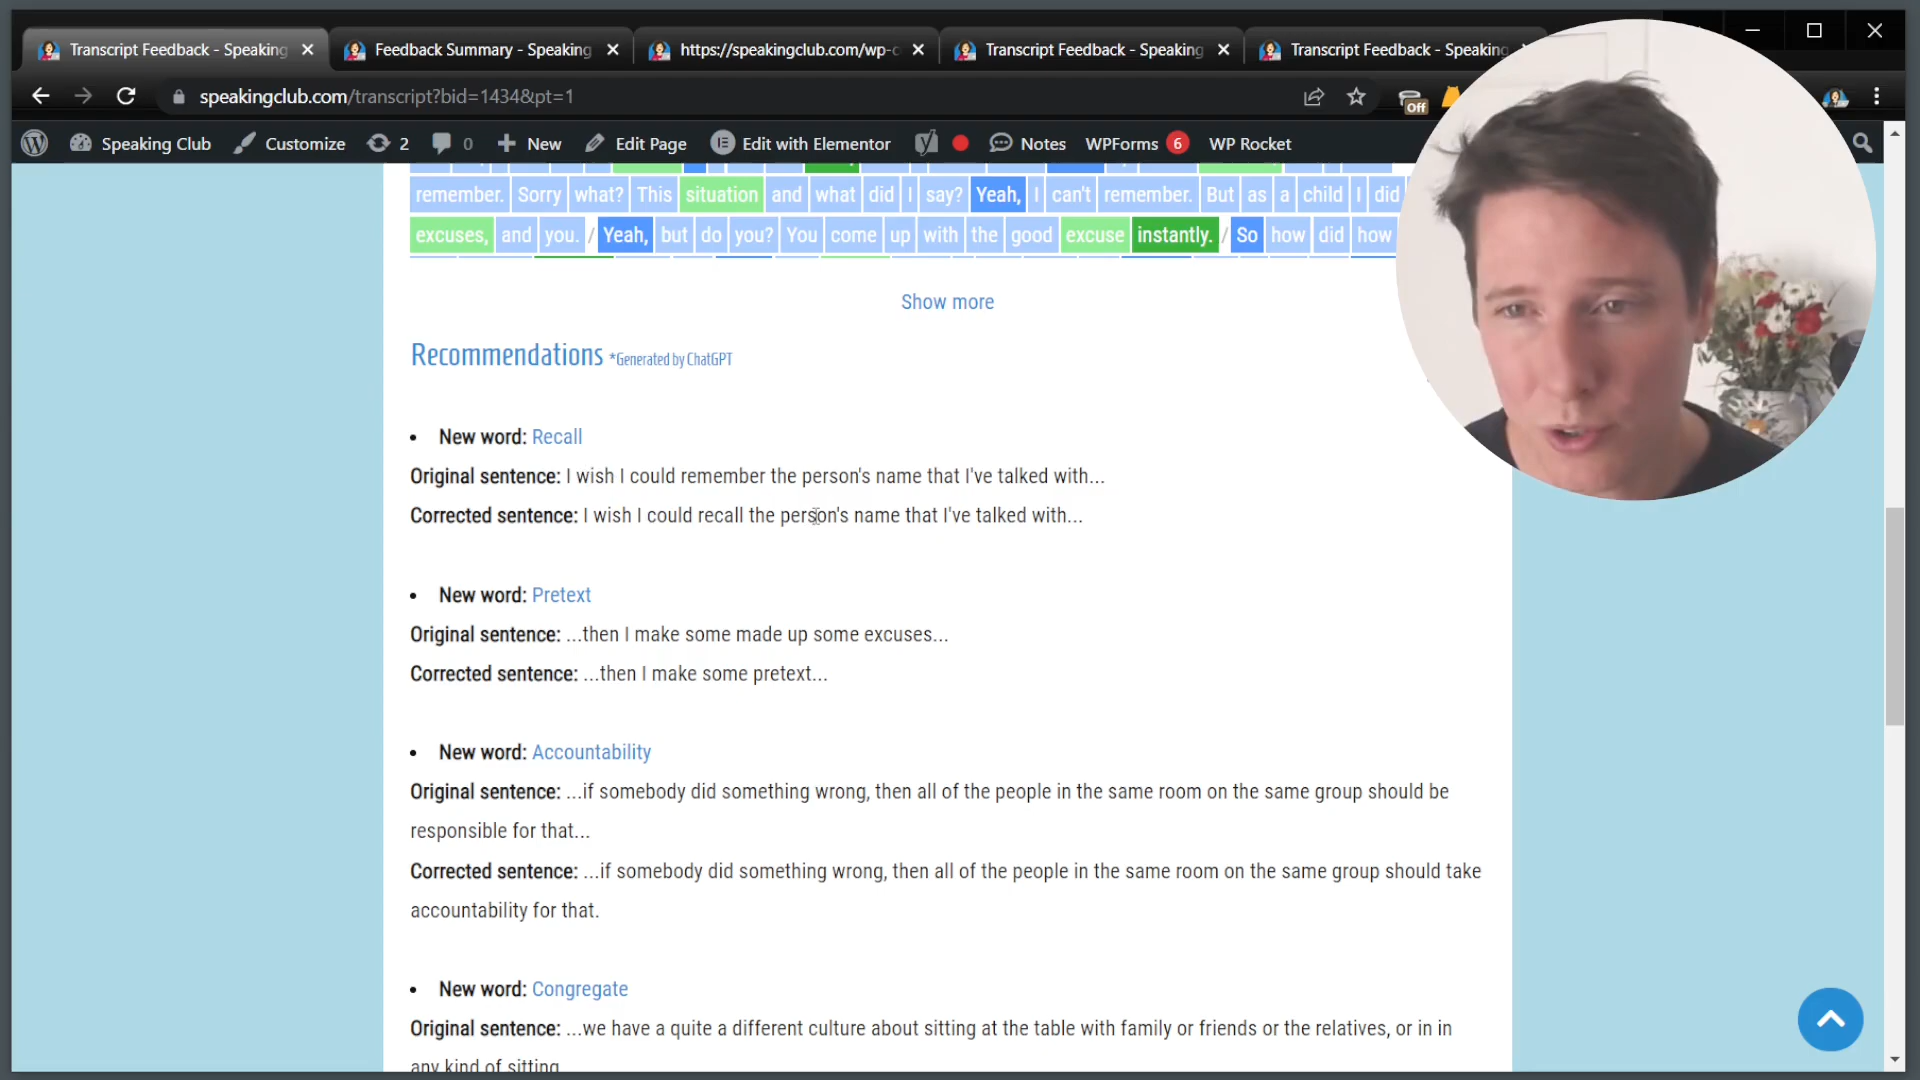 Transcript Feedback - Speaking
Feedback Summary - Speaking
https://speakingclub.com/wp-c
Transcript Feedback - Speaking
Transcript Feedback - Speaking
speakingclub.com/transcript?bid=1434&pt=1
Off
Speaking Club Customize 2 0 New Edit Page Edit with Elementor Notes WPForms 6 WP Rocket
remember. Sorry what? This situation and what did I say? Yeah, I can't remember. But as a child I did
excuses, and you. / Yeah, but do you? You come up with the good excuse instantly. / So how did how
Show more
Recommendations *Generated by ChatGPT
• New word: Recall
Original sentence: I wish I could remember the person's name that I've talked with...
Corrected sentence: I wish I could recall the person's name that I've talked with...
• New word: Pretext
Original sentence: ...then I make some made up some excuses...
Corrected sentence: ...then I make some pretext...
• New word: Accountability
Original sentence: ...if somebody did something wrong, then all of the people in the same room on the same group should be
responsible for that...
Corrected sentence: ...if somebody did something wrong, then all of the people in the same room on the same group should take
accountability for that.
• New word: Congregate
Original sentence: ...we have a quite a different culture about sitting at the table with family or friends or the relatives, or in in
any kind of sitting